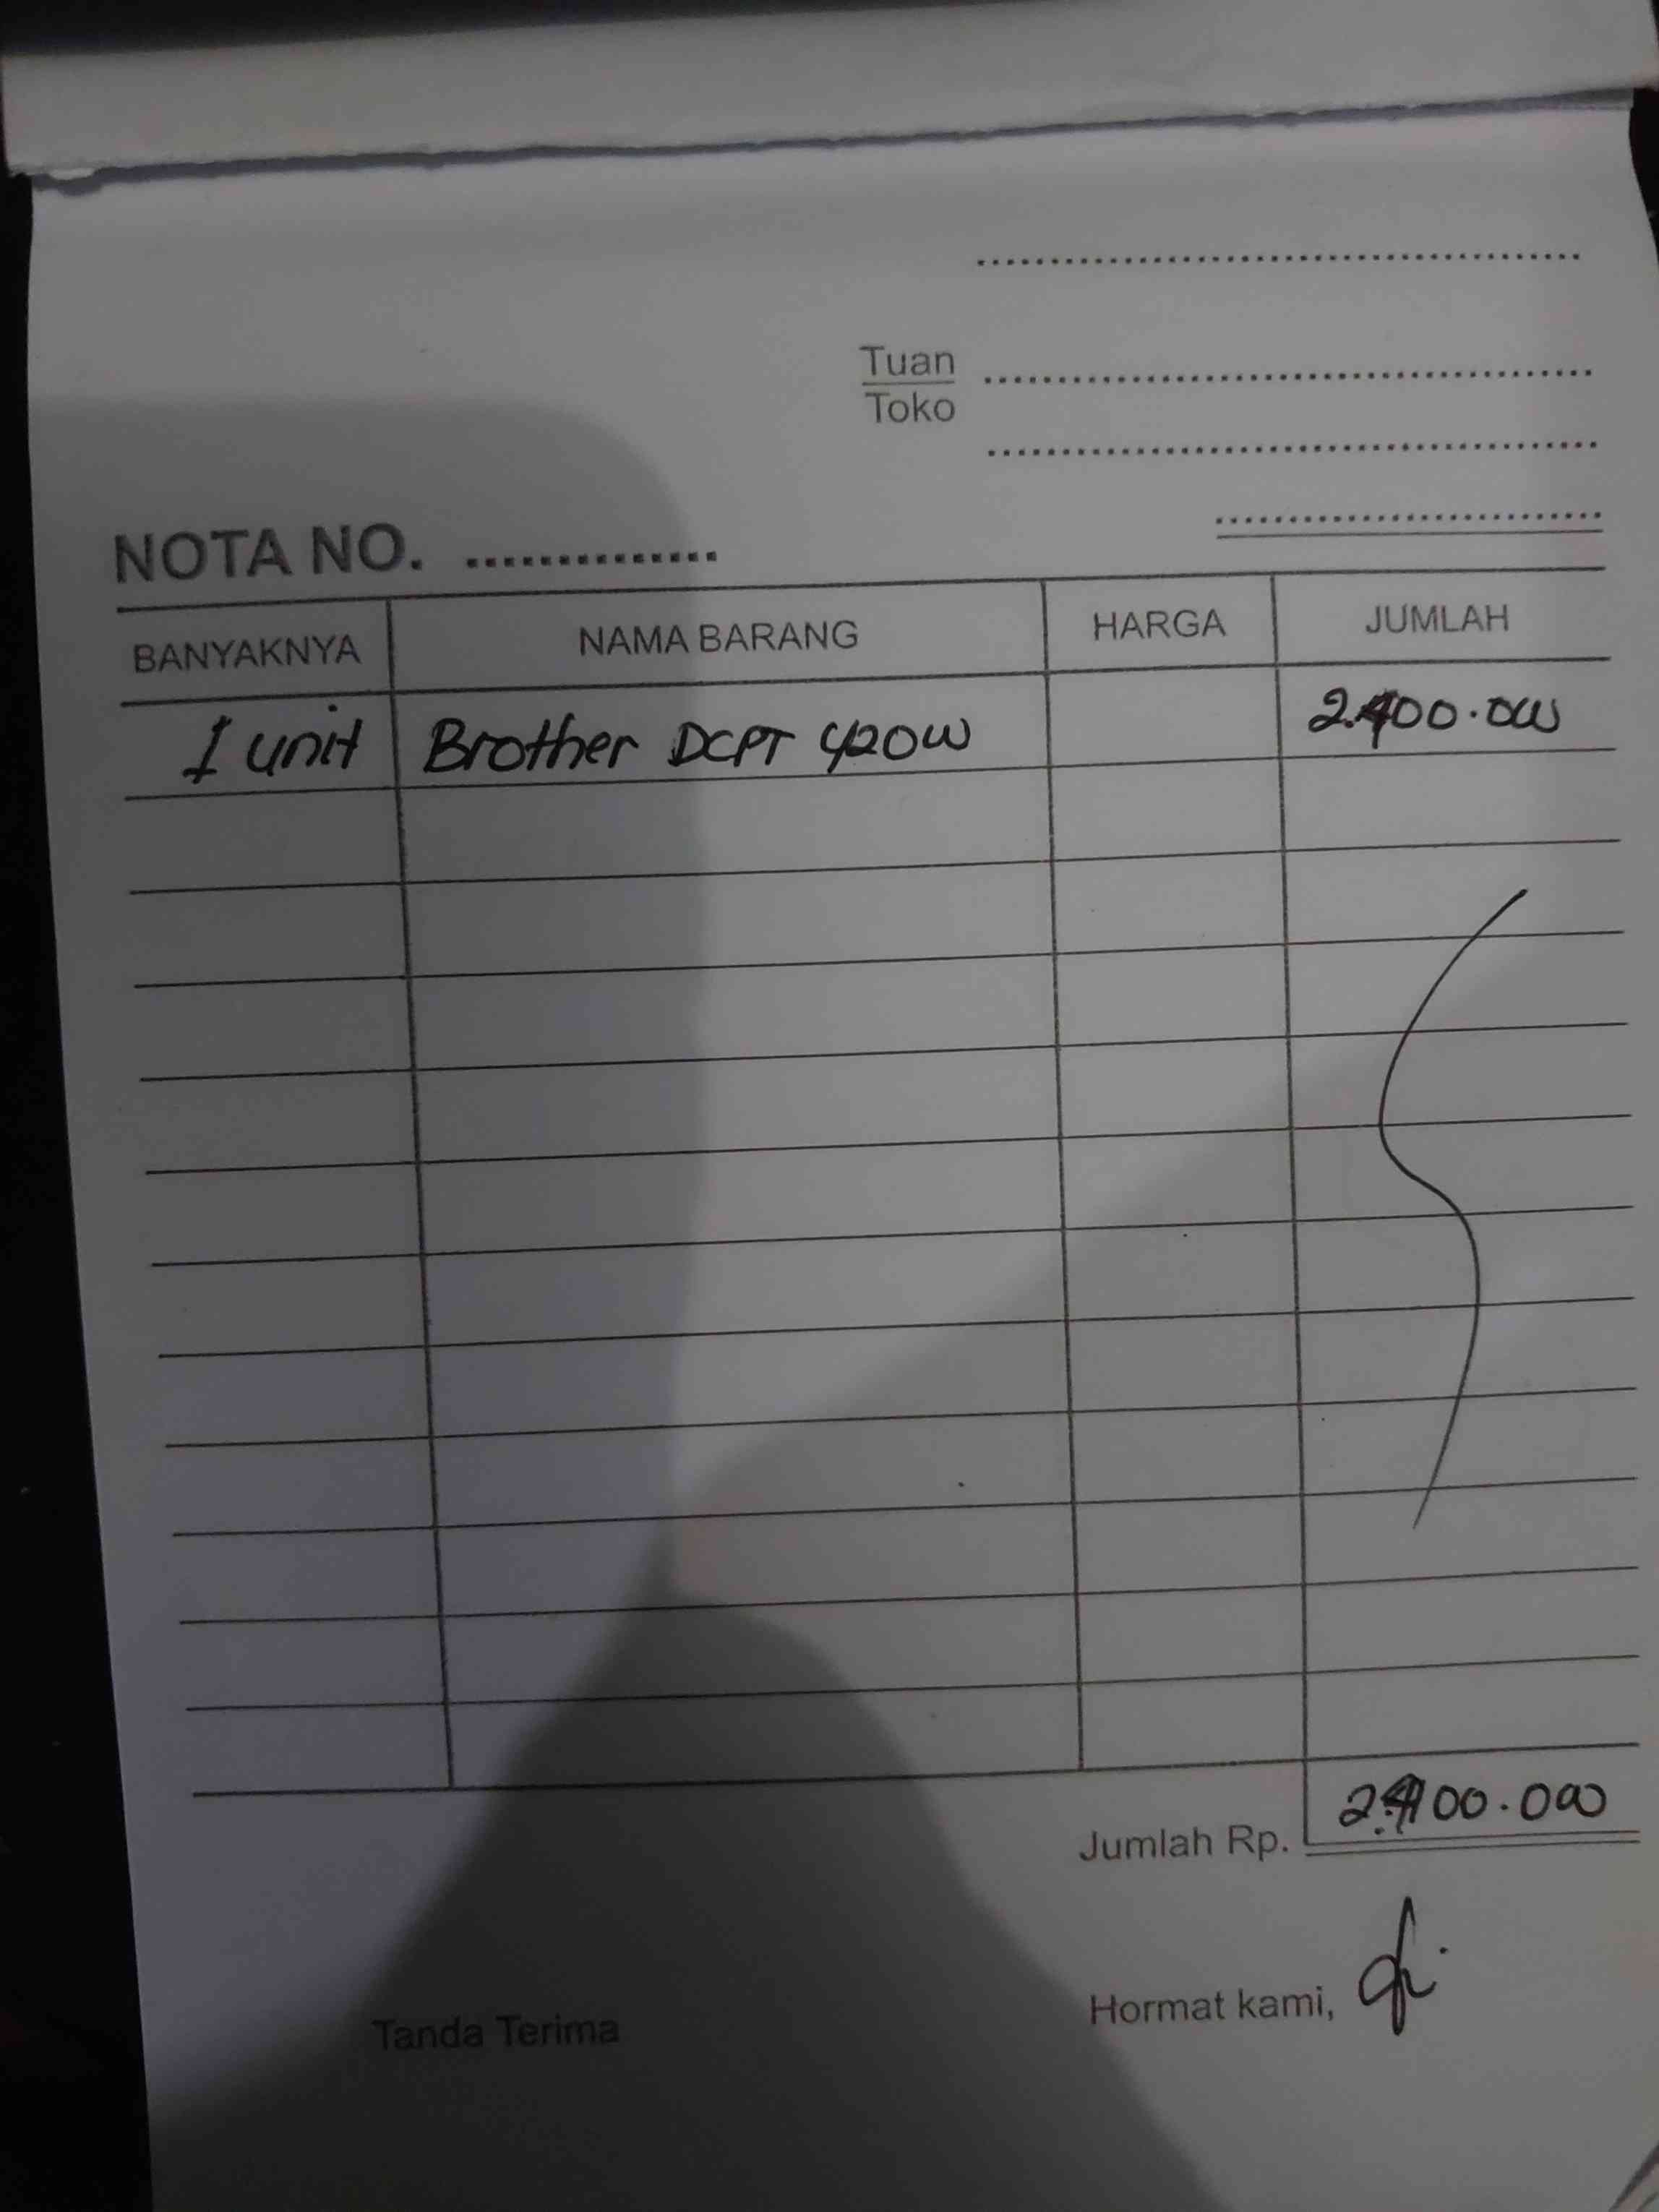 Tuan
Toko
NOTA NO. ..............
BANYAKNYA NAMA BARANG HARGA JUMLAH
1 unit Brother DCPT 420W 2.400.000
Jumlah Rp. 2.400.000
Tanda Terima Hormat kami,